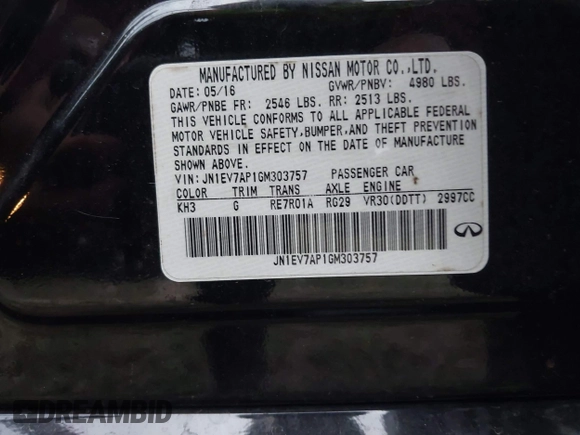 MANUFACTURED BY NISSAN MOTOR CO.,LTD.
DATE: 05/16 GVWR/PNBV: 4980 LBS.
GAWR/PNBE FR: 2546 LBS. RR: 2513 LBS.
THIS VEHICLE CONFORMS TO ALL APPLICABLE FEDERAL
MOTOR VEHICLE SAFETY,BUMPER,AND THEFT PREVENTION
STANDARDS IN EFFECT ON THE DATE OF MANUFACTURE
SHOWN ABOVE.
VIN:JN1EV7AP1GM303757 PASSENGER CAR
COLOR TRIM TRANS AXLE ENGINE
KH3 G RE7R01A RG29 VR30(DDTT) 2997CC
JN1EV7AP1GM303757
DREAMBID